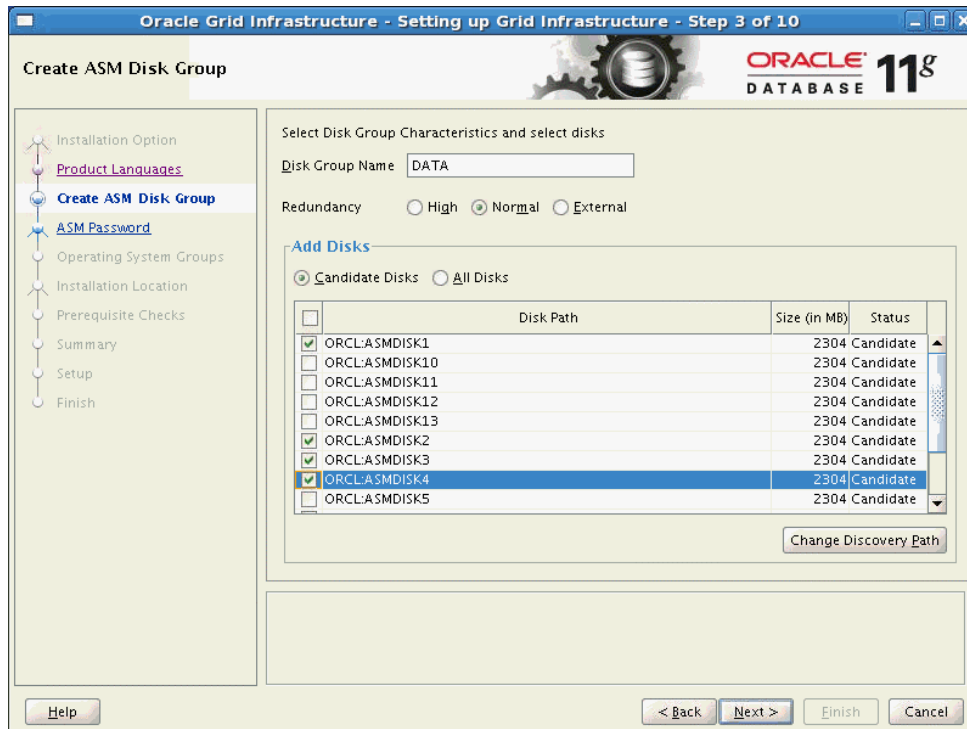 Oracle Grid Infrastructure - Setting up Grid Infrastructure - Step 3 of 10
Create ASM Disk Group
ORACLE
DATABASE
11g
Installation Option
Product Languages
Create ASM Disk Group
ASM Password
Operating System Groups
Installation Location
Prerequisite Checks
Summary
Setup
Finish
Select Disk Group Characteristics and select disks
Disk Group Name DATA
Redundancy High Normal External
Add Disks
Candidate Disks All Disks
Disk Path Size (in MB) Status
ORCL:ASMDISK1 2304 Candidate
ORCL:ASMDISK10 2304 Candidate
ORCL:ASMDISK11 2304 Candidate
ORCL:ASMDISK12 2304 Candidate
ORCL:ASMDISK13 2304 Candidate
ORCL:ASMDISK2 2304 Candidate
ORCL:ASMDISK3 2304 Candidate
ORCL:ASMDISK4 2304 Candidate
ORCL:ASMDISK5 2304 Candidate
Change Discovery Path
Help < Back Next > Finish Cancel